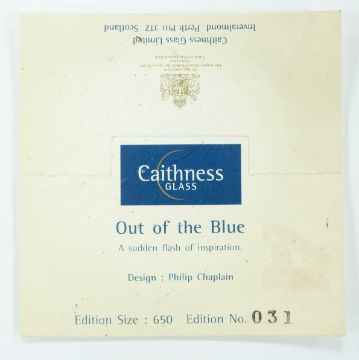 Caithness Glass Limited
Inveralmond Perth PH1 3TZ Scotland
Caithness
GLASS
Out of the Blue
A sudden flash of inspiration.
Design : Philip Chaplain
Edition Size : 650 Edition No. 031